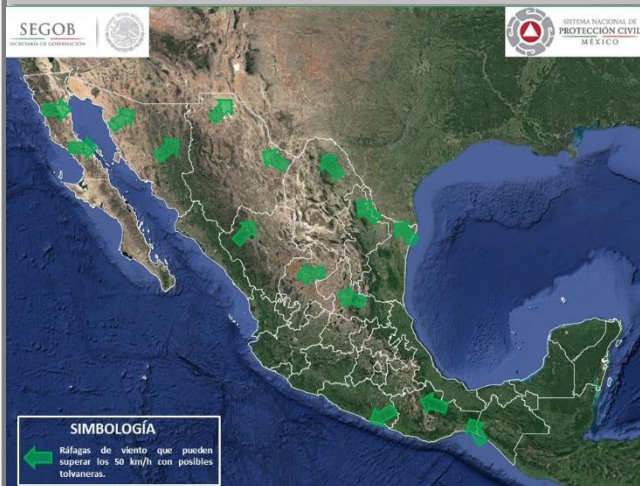 SEGOB
SECRETARÍA DE GOBERNACIÓN
SISTEMA NACIONAL DE
PROTECCIÓN CIVIL
MÉXICO
SIMBOLOGÍA
Ráfagas de viento que pueden
superar los 50 km/h con posibles
tolvaneras.